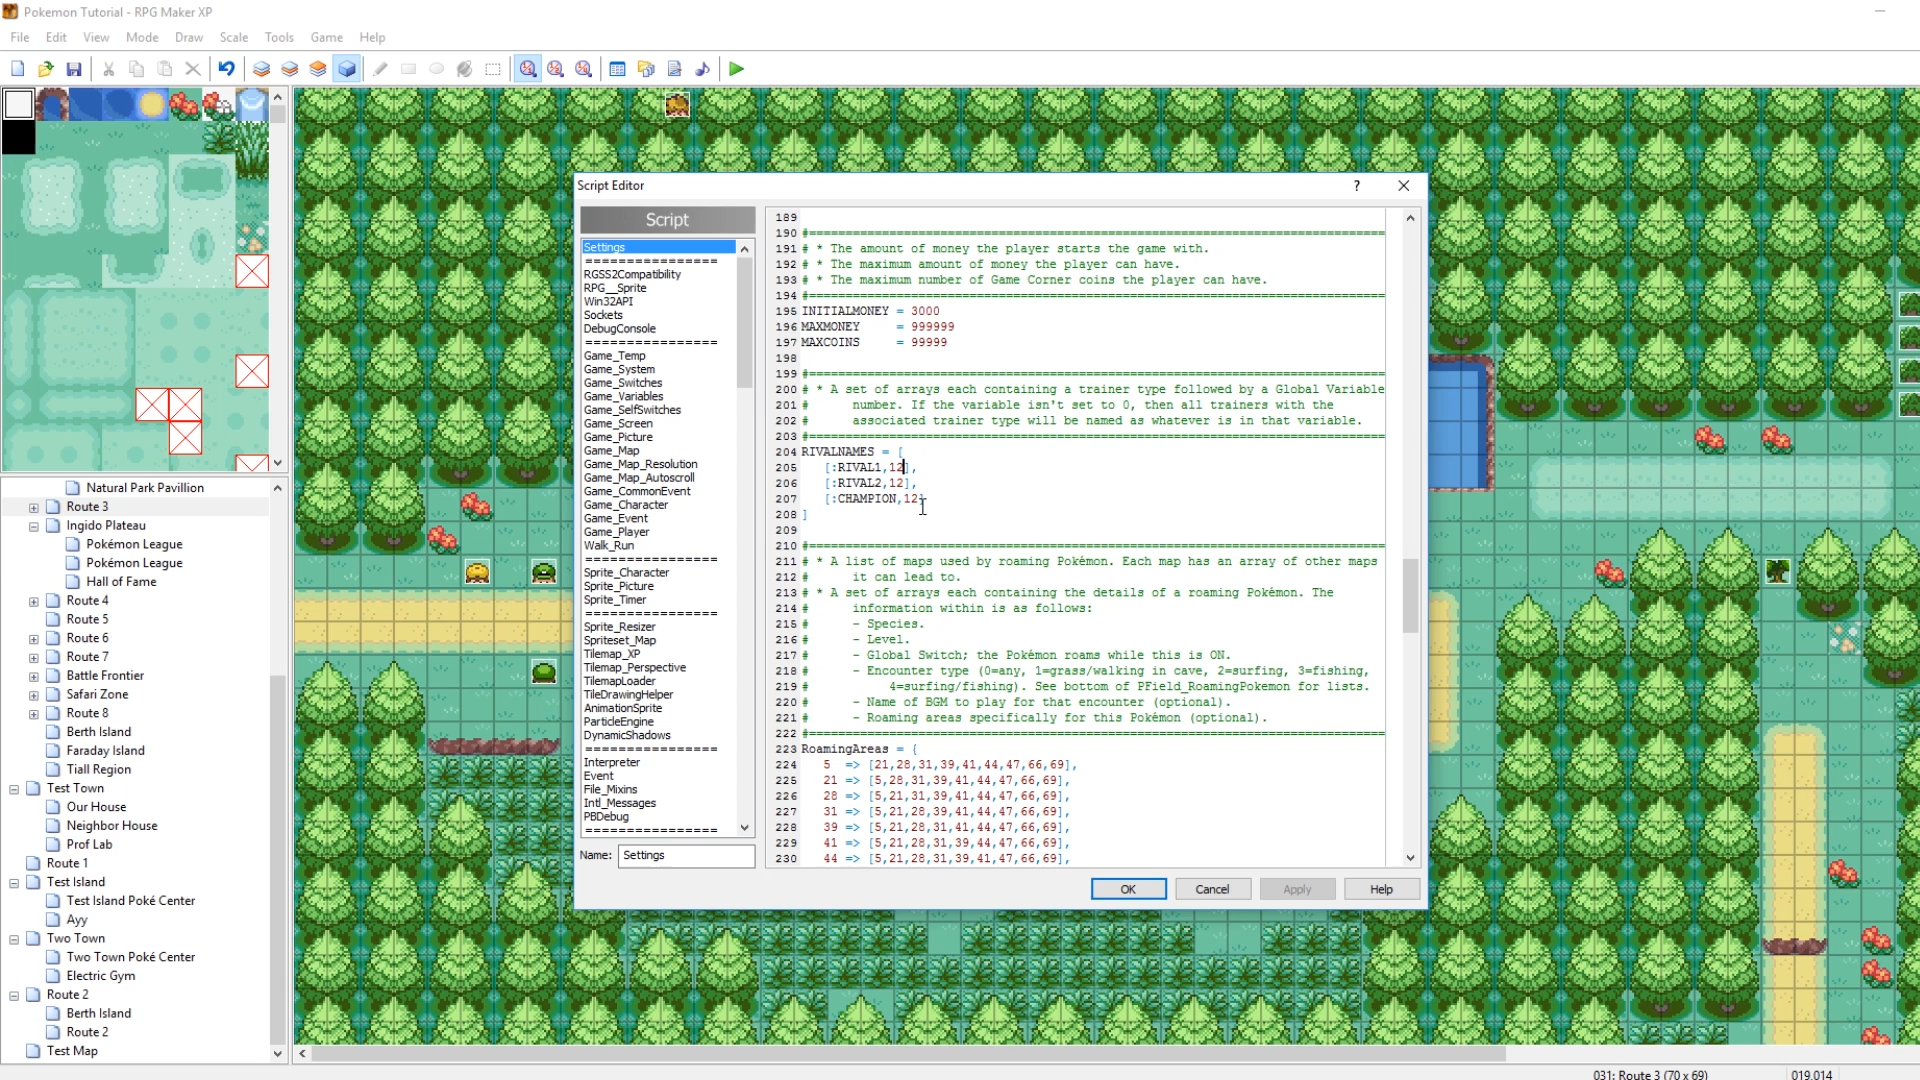 Pokemon Tutorial - RPG Maker XP
File Edit View Mode Draw Scale Tools Game Help
Natural Park Pavillion
Route 3
Ingido Plateau
Pokémon League
Pokémon League
Hall of Fame
Route 4
Route 5
Route 6
Route 7
Battle Frontier
Safari Zone
Route 8
Berth Island
Faraday Island
Tiall Region
Test Town
Our House
Neighbor House
Prof Lab
Route 1
Test Island
Test Island Poké Center
Ayy
Two Town
Two Town Poké Center
Electric Gym
Route 2
Berth Island
Route 2
Test Map
Script Editor
?
Script
Settings
====================
RGSS2Compatibility
RPG__Sprite
Win32API
Sockets
DebugConsole
====================
Game_Temp
Game_System
Game_Switches
Game_Variables
Game_SelfSwitches
Game_Screen
Game_Picture
Game_Map
Game_Map_Resolution
Game_Map_Autoscroll
Game_CommonEvent
Game_Character
Game_Event
Game_Player
Walk_Run
====================
Sprite_Character
Sprite_Picture
Sprite_Timer
====================
Sprite_Resizer
Spriteset_Map
Tilemap_XP
Tilemap_Perspective
TilemapLoader
TileDrawingHelper
AnimationSprite
ParticleEngine
DynamicShadows
====================
Interpreter
Event
File_Mixins
Intl_Messages
PBDebug
====================
Name: Settings
189
190 #===============================================================================
191 # * The amount of money the player starts the game with.
192 # * The maximum amount of money the player can have.
193 # * The maximum number of Game Corner coins the player can have.
194 #===============================================================================
195 INITIALMONEY = 3000
196 MAXMONEY     = 999999
197 MAXCOINS     = 99999
198
199 #===============================================================================
200 # * A set of arrays each containing a trainer type followed by a Global Variable
201 #     number. If the variable isn't set to 0, then all trainers with the
202 #     associated trainer type will be named as whatever is in that variable.
203 #===============================================================================
204 RIVALNAMES = [
205    [:RIVAL1,12],
206    [:RIVAL2,12],
207    [:CHAMPION,12]
208 ]
209
210 #===============================================================================
211 # * A list of maps used by roaming Pokémon. Each map has an array of other maps
212 #     it can lead to.
213 # * A set of arrays each containing the details of a roaming Pokémon. The
214 #     information within is as follows:
215 #     - Species.
216 #     - Level.
217 #     - Global Switch; the Pokémon roams while this is ON.
218 #     - Encounter type (0=any, 1=grass/walking in cave, 2=surfing, 3=fishing,
219 #         4=surfing/fishing). See bottom of PField_RoamingPokemon for lists.
220 #     - Name of BGM to play for that encounter (optional).
221 #     - Roaming areas specifically for this Pokémon (optional).
222 #===============================================================================
223 RoamingAreas = {
224    5  => [21,28,31,39,41,44,47,66,69],
225    21 => [5,28,31,39,41,44,47,66,69],
226    28 => [5,21,31,39,41,44,47,66,69],
227    31 => [5,21,28,39,41,44,47,66,69],
228    39 => [5,21,28,31,41,44,47,66,69],
229    41 => [5,21,28,31,39,44,47,66,69],
230    44 => [5,21,28,31,39,41,47,66,69],
OK Cancel Apply Help
031: Route 3 (70 x 69) 019,014